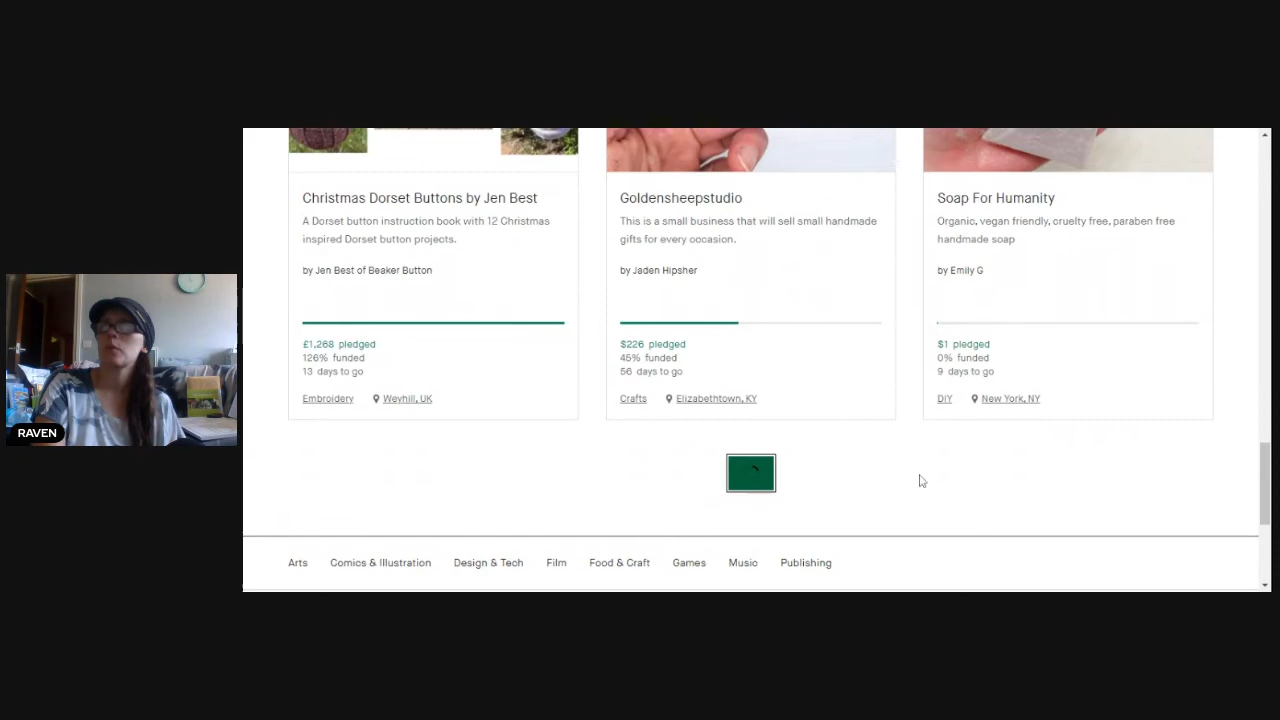 Christmas Dorset Buttons by Jen Best
A Dorset button instruction book with 12 Christmas
inspired Dorset button projects.
by Jen Best of Beaker Button
£1,268 pledged
126% funded
13 days to go
Embroidery Weyhill, UK
Goldensheepstudio
This is a small business that will sell small handmade
gifts for every occasion.
by Jaden Hipsher
$226 pledged
45% funded
56 days to go
Crafts Elizabethtown, KY
Soap For Humanity
Organic, vegan friendly, cruelty free, paraben free
handmade soap
by Emily G
$1 pledged
0% funded
9 days to go
DIY New York, NY
RAVEN
Arts Comics & Illustration Design & Tech Film Food & Craft Games Music Publishing